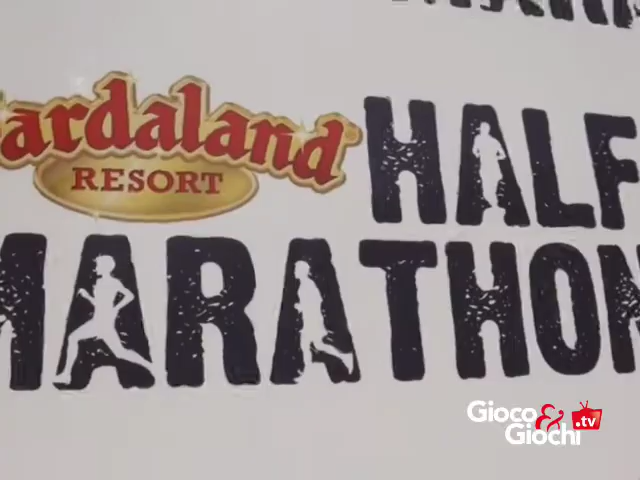 ardaland
RESORT
HALF
MARATHON
Gioco&
Giochi
.tv